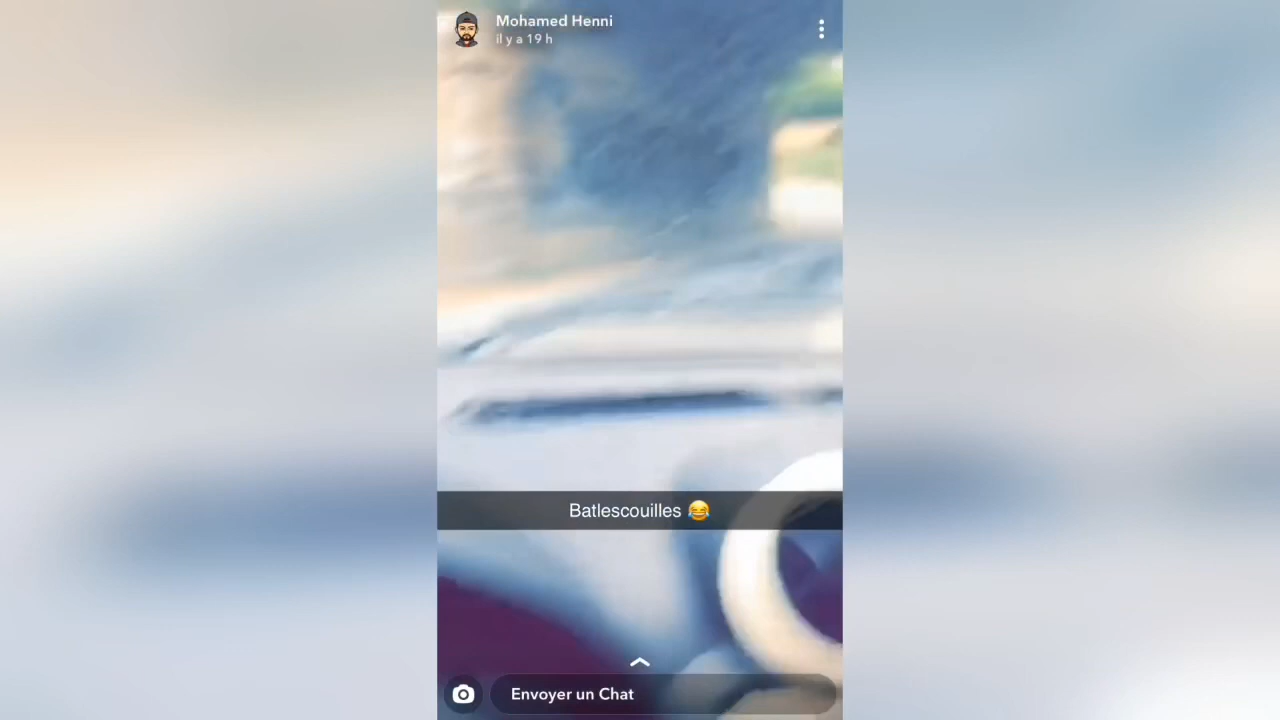 Mohamed Henni
il y a 19 h
Batlescouilles 😂
Envoyer un Chat